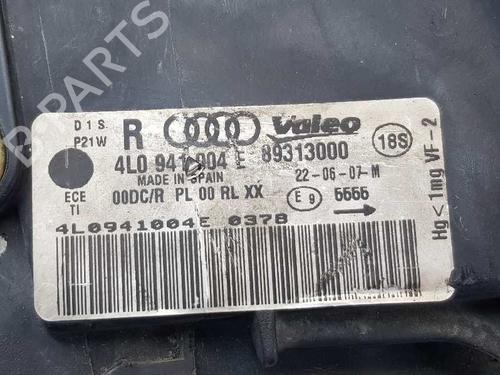 D1S R Valeo
P21W 4L0 941 004 E 89313000 18S
MADE IN SPAIN 22-06-07-M
ECE 00DC/R PL 00 RL XX E9 5555
TI
4L0941004E 0378
Hg < 1mg VF-2
B-PARTS